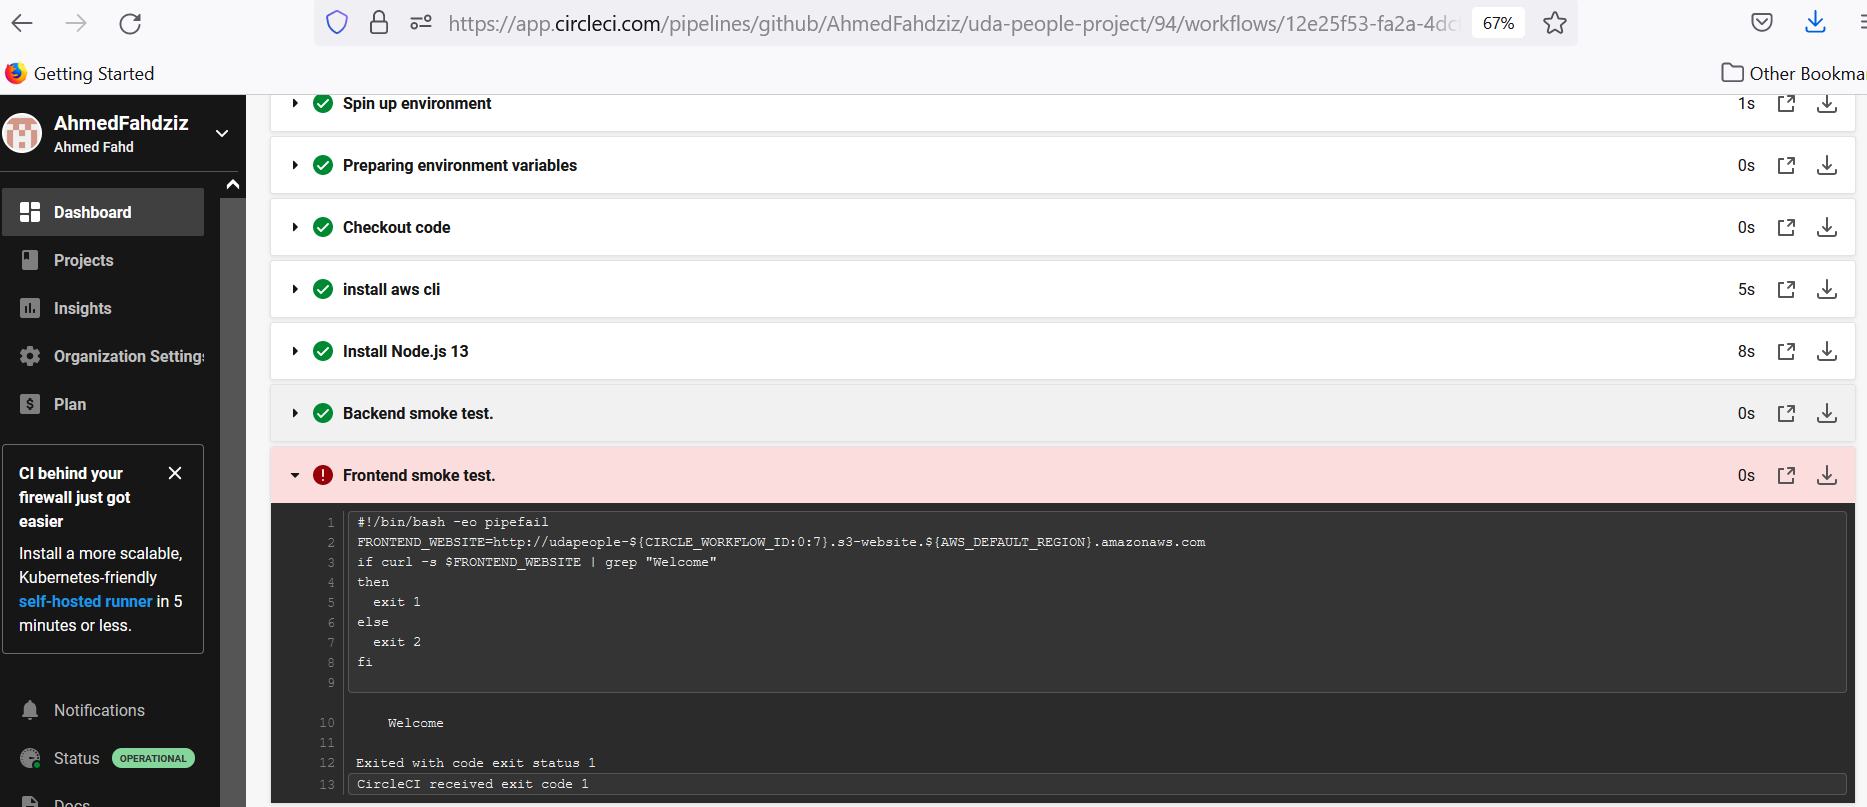 https://app.circleci.com/pipelines/github/AhmedFahdziz/uda-people-project/94/workflows/12e25f53-fa2a-4dc
67%
Getting Started
Other Bookma
AhmedFahdziz
Ahmed Fahd
Dashboard
Projects
Insights
Organization Settings
Plan
CI behind your
firewall just got
easier
Install a more scalable,
Kubernetes-friendly
self-hosted runner in 5
minutes or less.
Notifications
Status OPERATIONAL
Docs
Spin up environment 1s
Preparing environment variables 0s
Checkout code 0s
install aws cli 5s
Install Node.js 13 8s
Backend smoke test. 0s
Frontend smoke test. 0s
1 #!/bin/bash -eo pipefail
2 FRONTEND_WEBSITE=http://udapeople-${CIRCLE_WORKFLOW_ID:0:7}.s3-website.${AWS_DEFAULT_REGION}.amazonaws.com
3 if curl -s $FRONTEND_WEBSITE | grep "Welcome"
4 then
5   exit 1
6 else
7   exit 2
8 fi
9
10     Welcome
11
12 Exited with code exit status 1
13 CircleCI received exit code 1